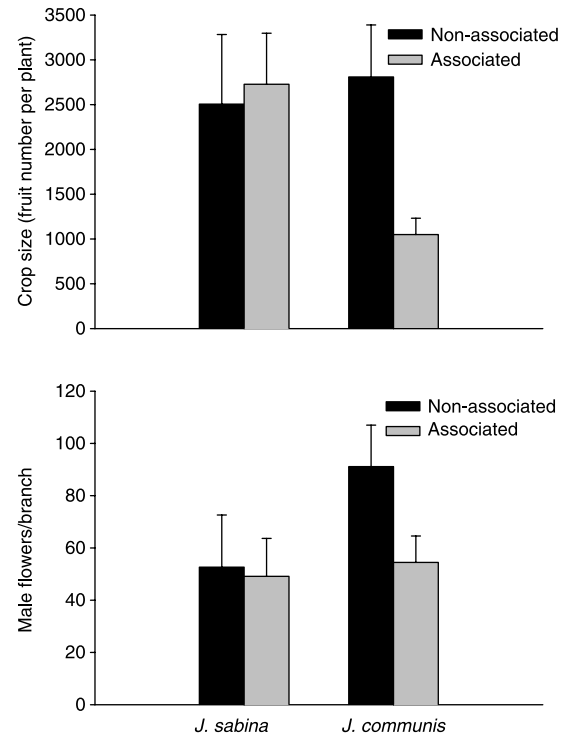 Crop size (fruit number per plant)
3500
3000
2500
2000
1500
1000
500
0
Non-associated
Associated
Male flowers/branch
120
100
80
60
40
20
0
Non-associated
Associated
J. sabina
J. communis